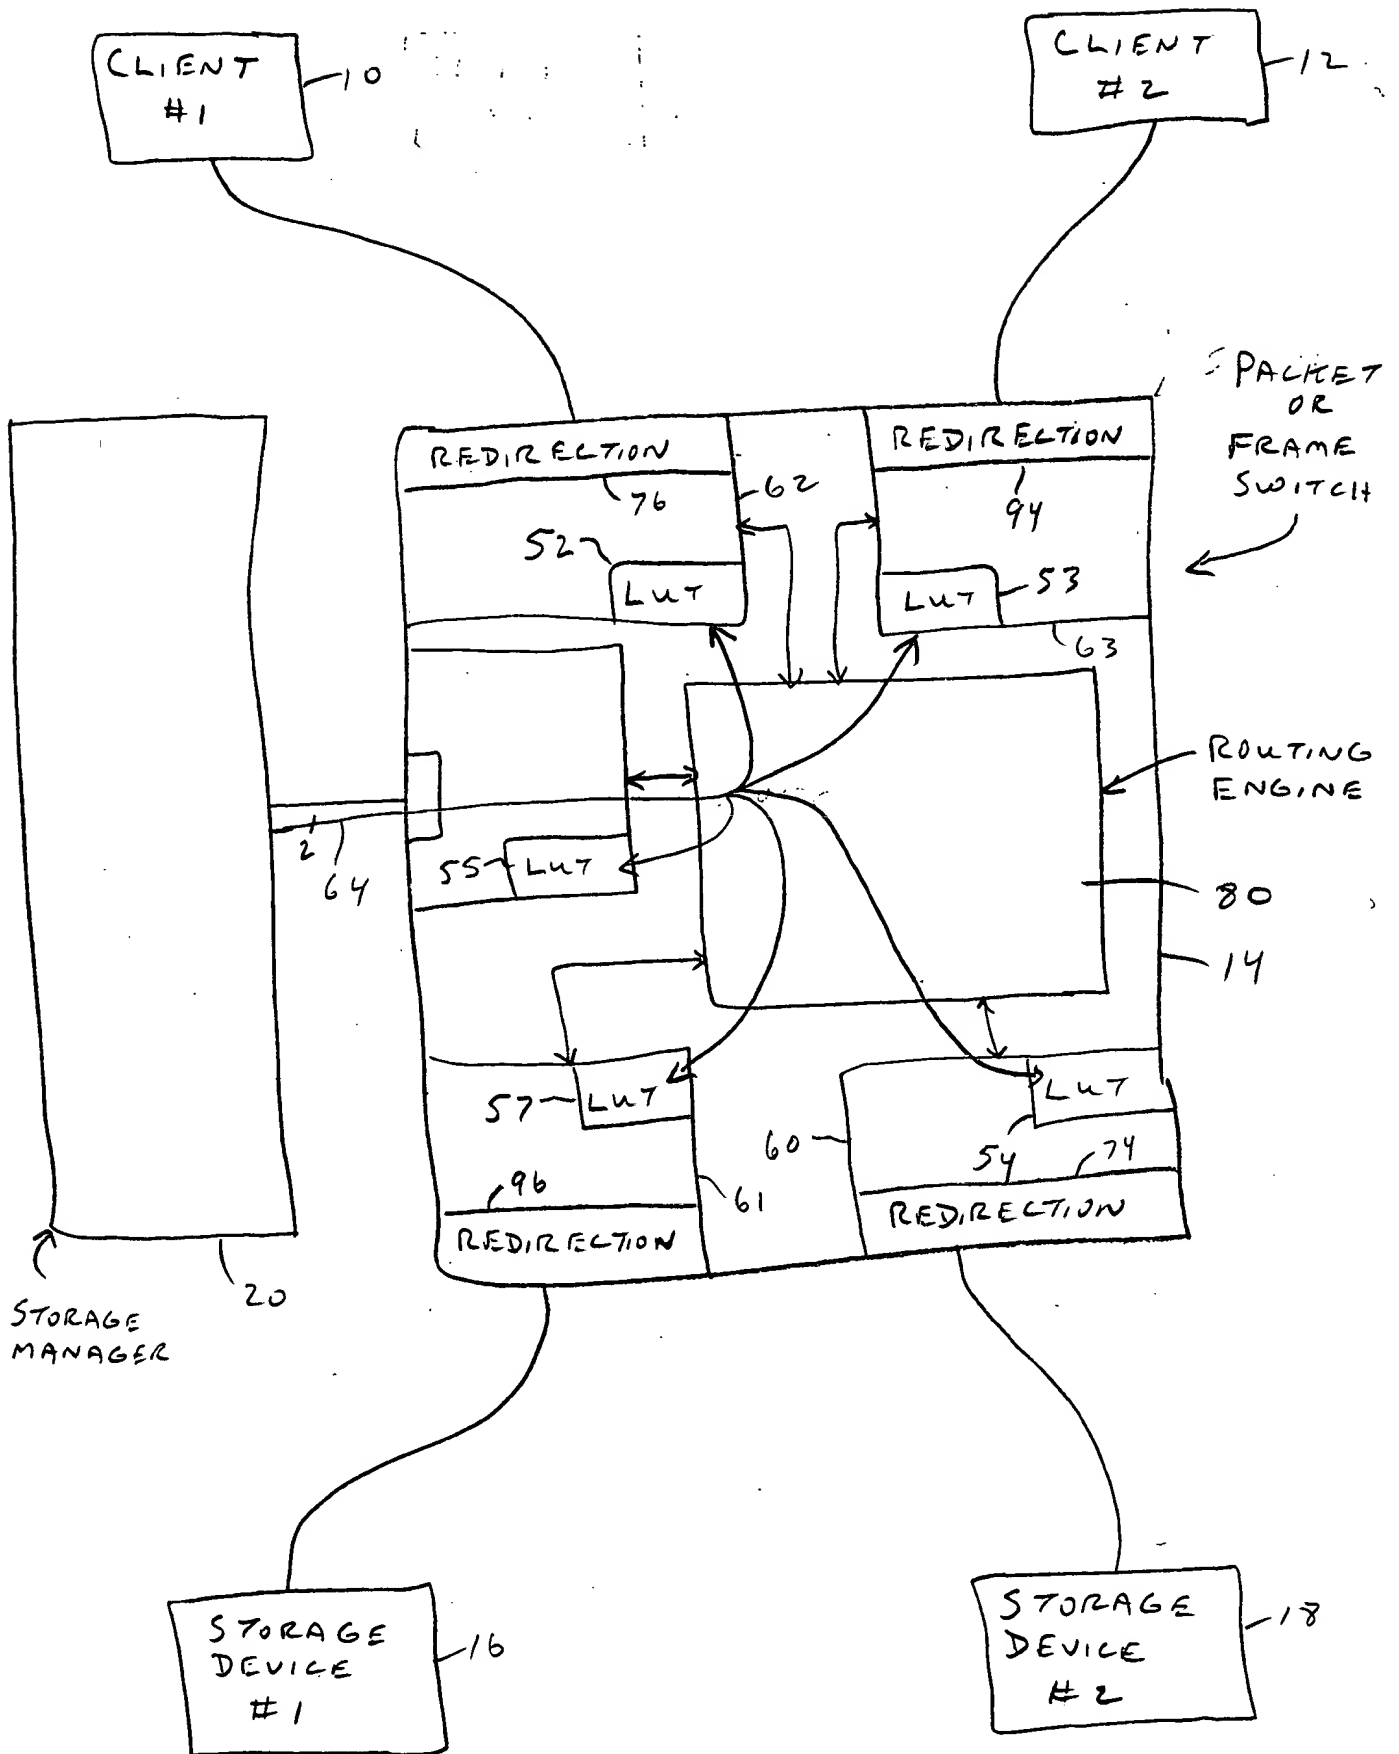 CLIENT
#1
10
CLIENT
#2
12
PACKET
OR
FRAME
SWITCH
REDIRECTION
76
62
REDIRECTION
94
52
LUT
LUT
53
63
ROUTING
ENGINE
2
64
55
LUT
80
14
57
LUT
LUT
60
54
74
96
61
REDIRECTION
REDIRECTION
20
STORAGE
MANAGER
STORAGE
DEVICE
#1
16
STORAGE
DEVICE
#2
18